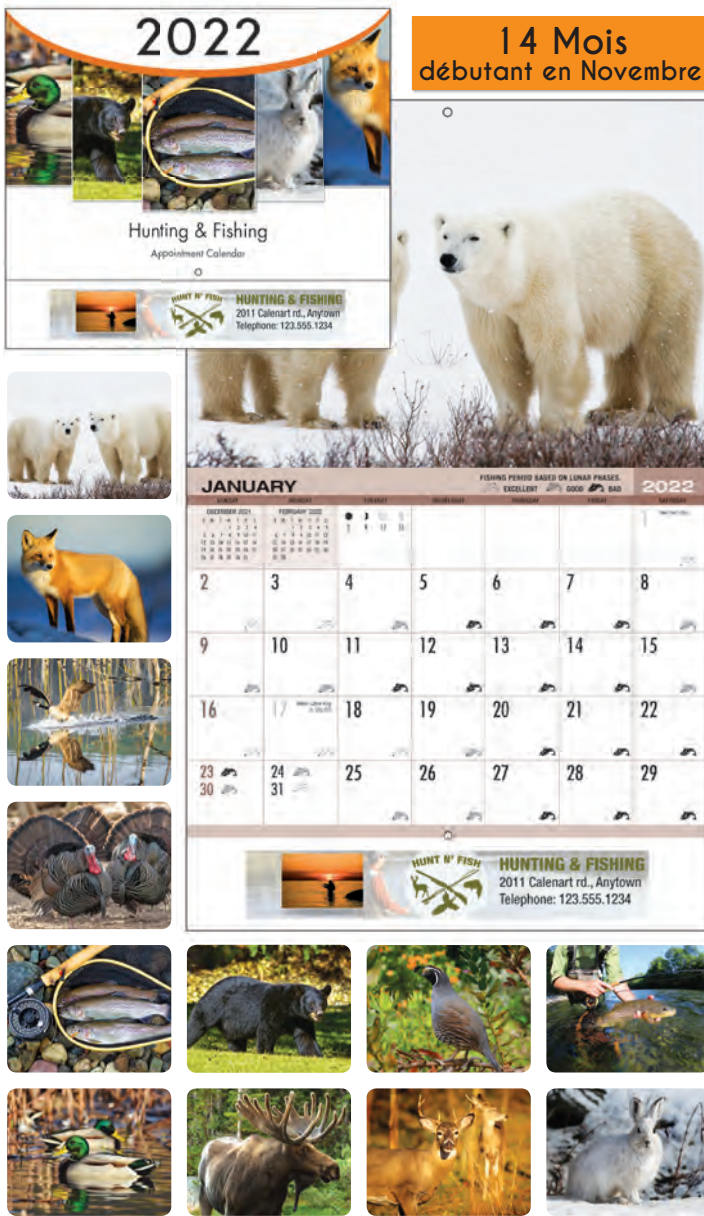 2022
14 Mois
débutant en Novembre
Hunting & Fishing
Appointment Calendar
HUNT N' FISH
HUNTING & FISHING
2011 Calenart rd., Anytown
Telephone: 123.555.1234
JANUARY
FISHING PERIOD BASED ON LUNAR PHASES.
EXCELLENT GOOD BAD
2022
SUNDAY MONDAY TUESDAY WEDNESDAY THURSDAY FRIDAY SATURDAY
DECEMBER 2021 FEBRUARY 2022
1
2 3 4 5 6 7 8
9 10 11 12 13 14 15
16 17 18 19 20 21 22
23 24 25 26 27 28 29
30 31
HUNT N' FISH
HUNTING & FISHING
2011 Calenart rd., Anytown
Telephone: 123.555.1234